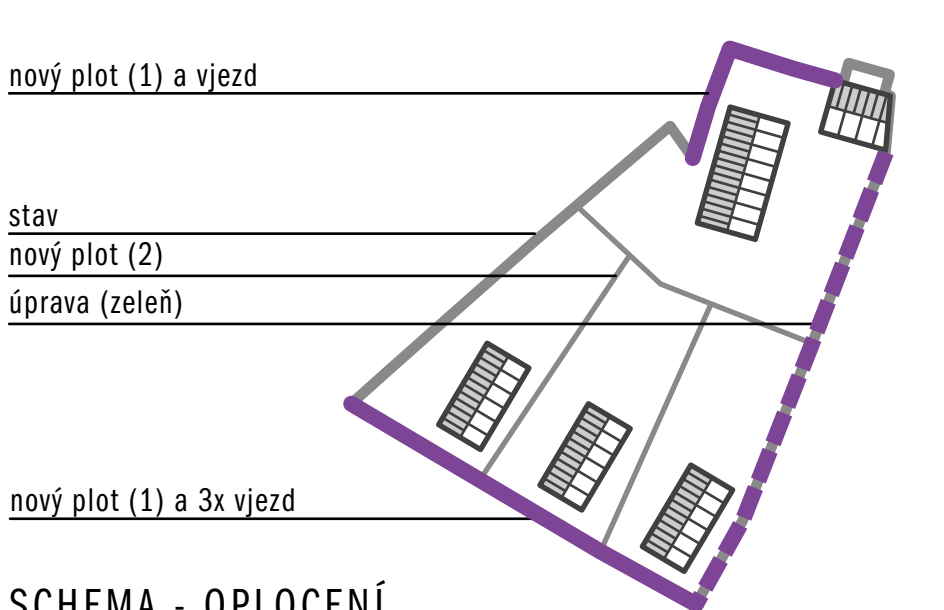 nový plot (1) a vjezd
stav
nový plot (2)
úprava (zeleň)
nový plot (1) a 3x vjezd
SCHEMA - OPLOCENÍ